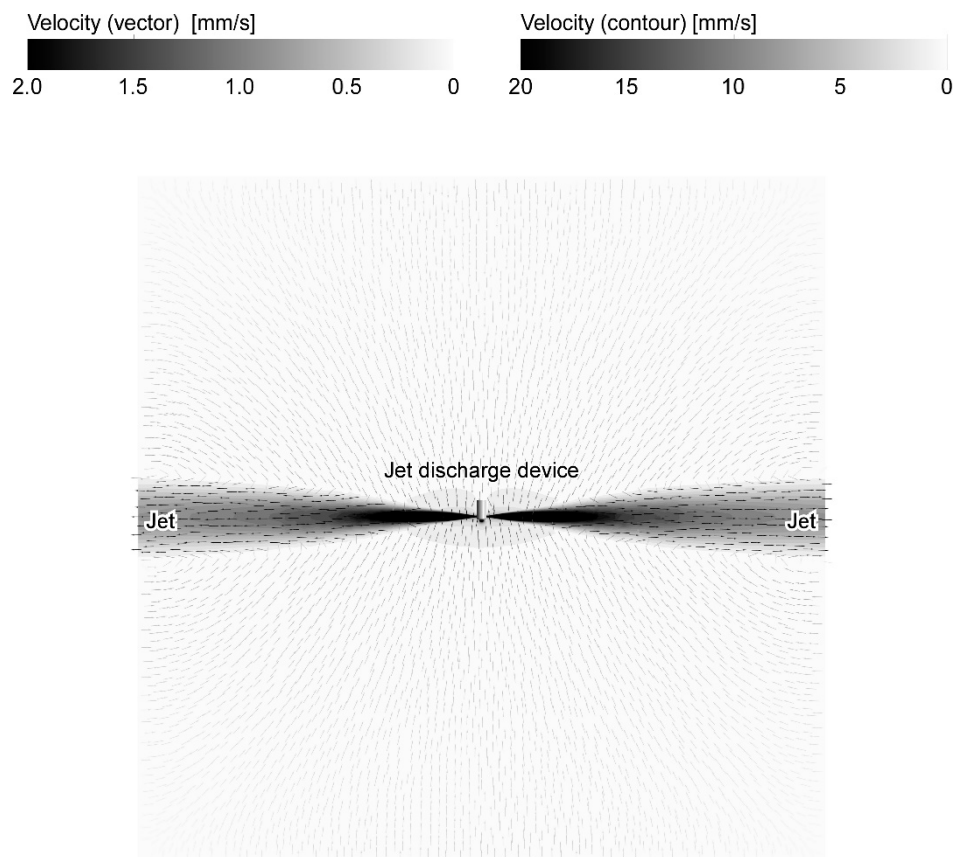 Velocity (vector) [mm/s]
2.0 1.5 1.0 0.5 0
Velocity (contour) [mm/s]
20 15 10 5 0
Jet discharge device
Jet
Jet